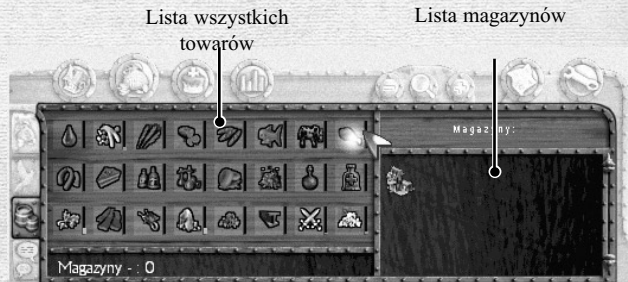 Lista wszystkich
towarów
Lista magazynów
Magazyny:
Magazyny - : 0